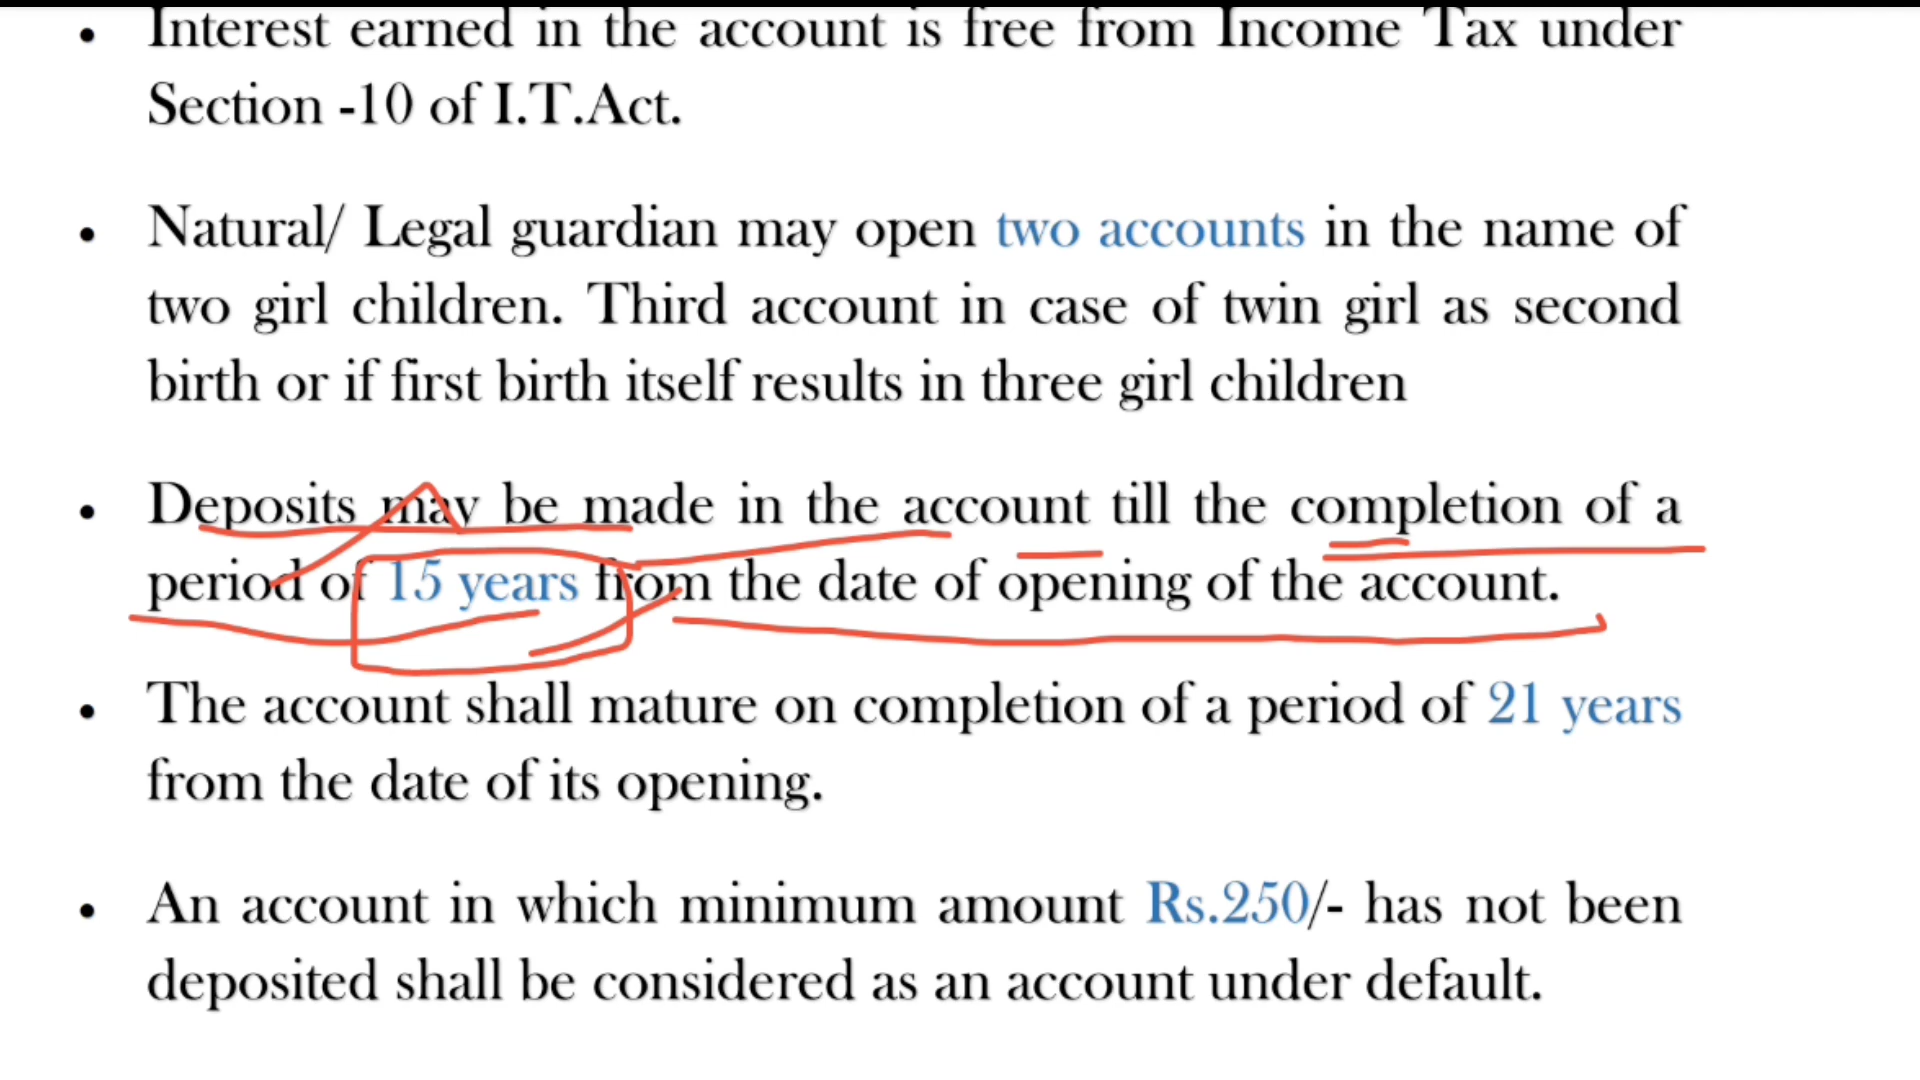 • Interest earned in the account is free from Income Tax under
Section -10 of I.T.Act.
• Natural/ Legal guardian may open two accounts in the name of
two girl children. Third account in case of twin girl as second
birth or if first birth itself results in three girl children
• Deposits may be made in the account till the completion of a
period of 15 years from the date of opening of the account.
• The account shall mature on completion of a period of 21 years
from the date of its opening.
• An account in which minimum amount Rs.250/- has not been
deposited shall be considered as an account under default.